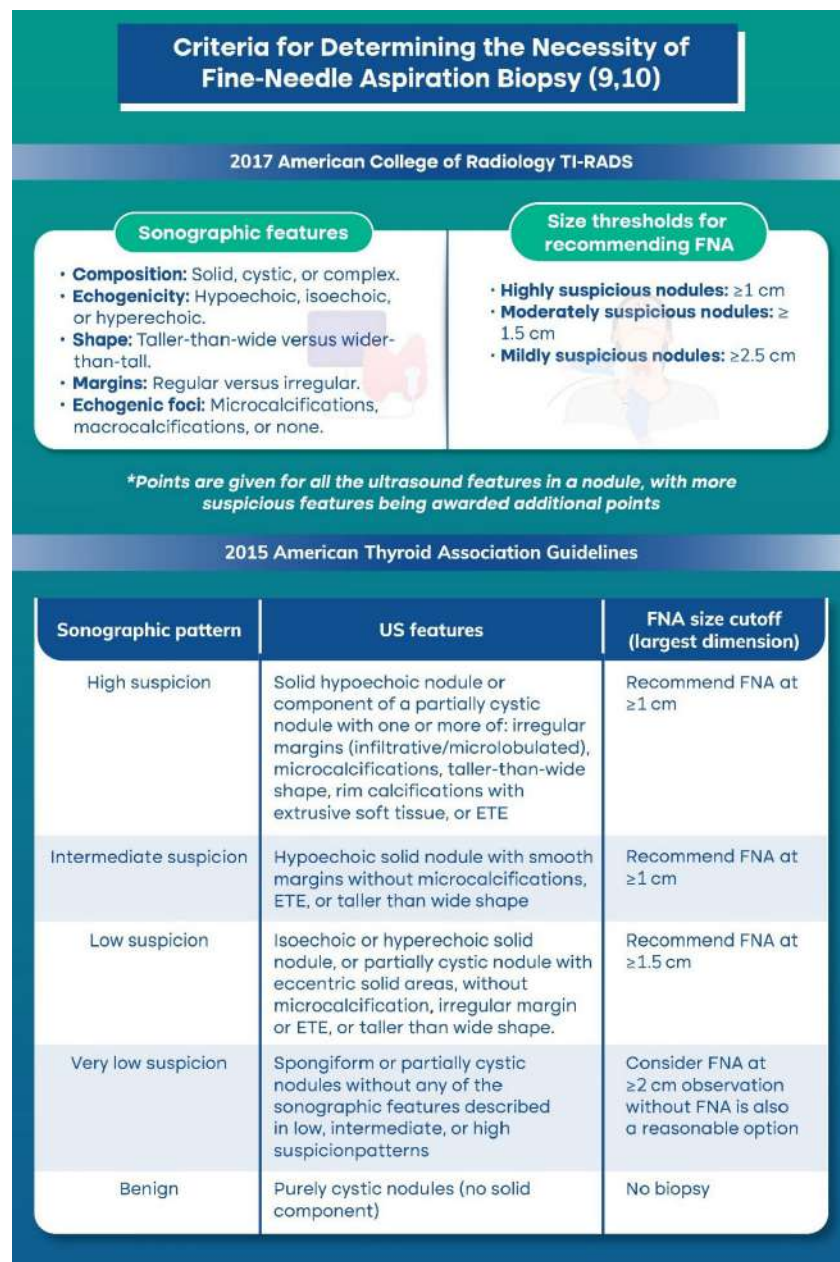 Criteria for Determining the Necessity of
Fine-Needle Aspiration Biopsy (9,10)
2017 American College of Radiology TI-RADS
Sonographic features
• Composition: Solid, cystic, or complex.
• Echogenicity: Hypoechoic, isoechoic,
or hyperechoic.
• Shape: Taller-than-wide versus wider-
than-tall.
• Margins: Regular versus irregular.
• Echogenic foci: Microcalcifications,
macrocalcifications, or none.
Size thresholds for
recommending FNA
• Highly suspicious nodules: ≥1 cm
• Moderately suspicious nodules: ≥
1.5 cm
• Mildly suspicious nodules: ≥2.5 cm
*Points are given for all the ultrasound features in a nodule, with more
suspicious features being awarded additional points
2015 American Thyroid Association Guidelines
Sonographic pattern
US features
FNA size cutoff
(largest dimension)
High suspicion
Solid hypoechoic nodule or
component of a partially cystic
nodule with one or more of: irregular
margins (infiltrative/microlobulated),
microcalcifications, taller-than-wide
shape, rim calcifications with
extrusive soft tissue, or ETE
Recommend FNA at
≥1 cm
Intermediate suspicion
Hypoechoic solid nodule with smooth
margins without microcalcifications,
ETE, or taller than wide shape
Recommend FNA at
≥1 cm
Low suspicion
Isoechoic or hyperechoic solid
nodule, or partially cystic nodule with
eccentric solid areas, without
microcalcification, irregular margin
or ETE, or taller than wide shape.
Recommend FNA at
≥1.5 cm
Very low suspicion
Spongiform or partially cystic
nodules without any of the
sonographic features described
in low, intermediate, or high
suspicionpatterns
Consider FNA at
≥2 cm observation
without FNA is also
a reasonable option
Benign
Purely cystic nodules (no solid
component)
No biopsy